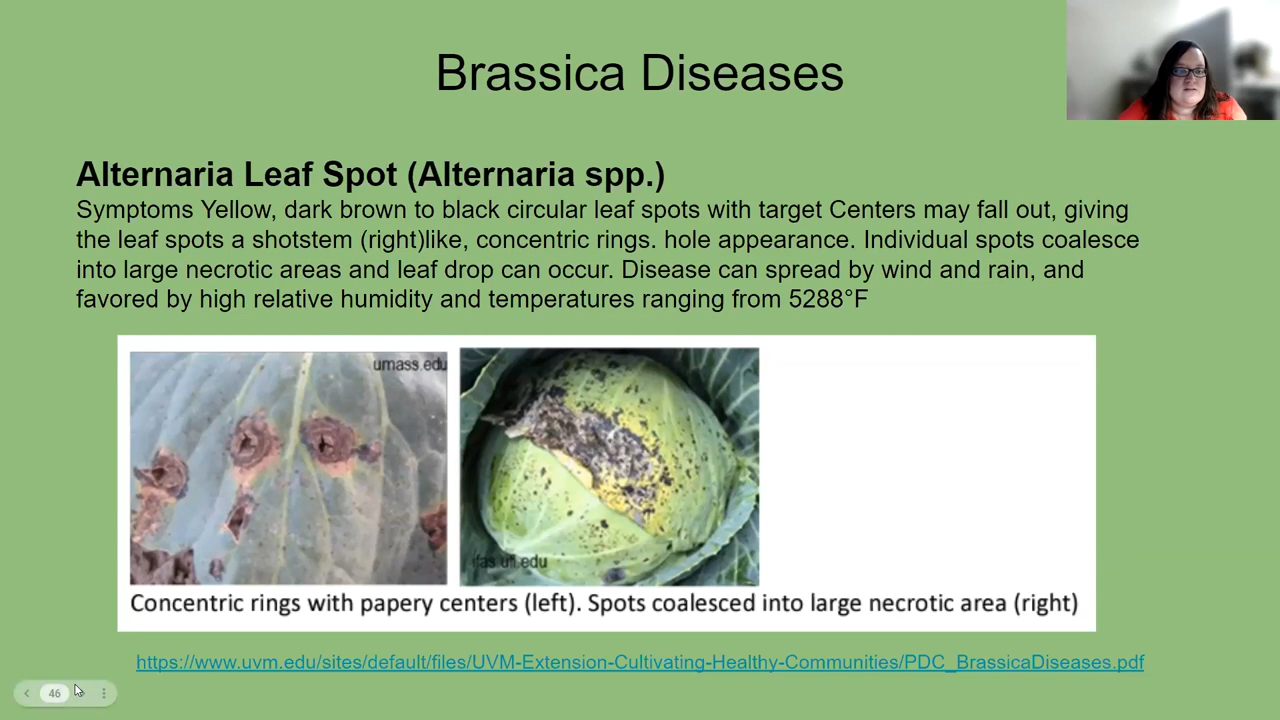 Brassica Diseases
Alternaria Leaf Spot (Alternaria spp.)
Symptoms Yellow, dark brown to black circular leaf spots with target Centers may fall out, giving
the leaf spots a shotstem (right)like, concentric rings. hole appearance. Individual spots coalesce
into large necrotic areas and leaf drop can occur. Disease can spread by wind and rain, and
favored by high relative humidity and temperatures ranging from 5288°F
umass.edu
ifas.ufl.edu
Concentric rings with papery centers (left). Spots coalesced into large necrotic area (right)
https://www.uvm.edu/sites/default/files/UVM-Extension-Cultivating-Healthy-Communities/PDC_BrassicaDiseases.pdf
46